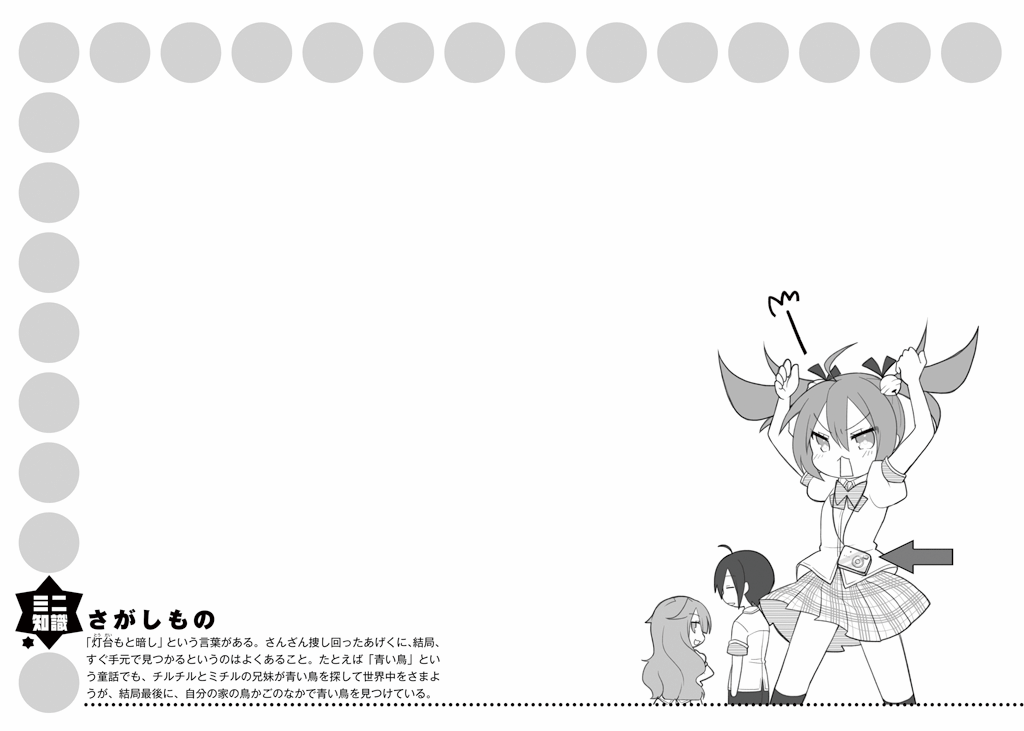 ミニ
知識
さがしもの
「灯台もと暗し」という言葉がある。さんざん捜し回ったあげくに、結局、
すぐ手元で見つかるというのはよくあること。たとえば「青い鳥」とい
う童話でも、チルチルとミチルの兄妹が青い鳥を探して世界中をさまよ
うが、結局最後に、自分の家の鳥かごのなかで青い鳥を見つけている。